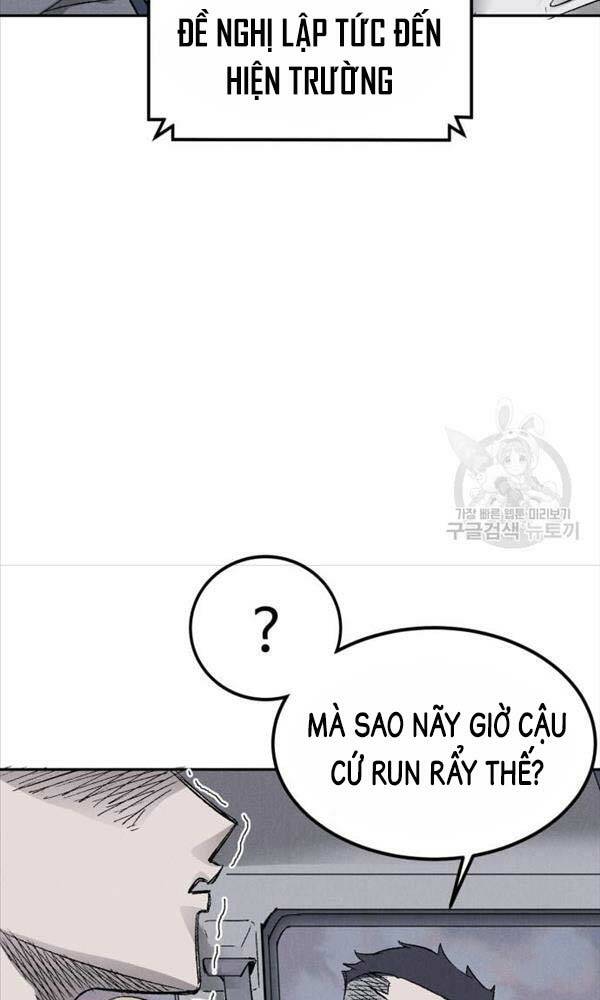 ĐỀ NGHỊ LẬP TỨC ĐẾN
HIỆN TRƯỜNG
가장 빠른 웹툰 미리보기
구글검색 뉴토끼
?
MÀ SAO NÃY GIỜ CẬU
CỨ RUN RẨY THẾ?